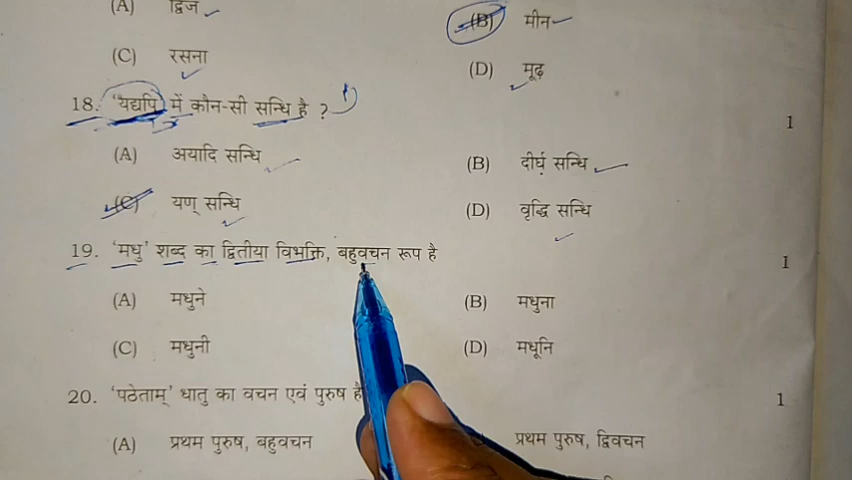 (A) द्विज
(B) मीन
(C) रसना
(D) मूढ़
18. 'यद्यपि' में कौन-सी सन्धि है ? 1
(A) अयादि सन्धि
(B) दीर्घ सन्धि
(C) यण् सन्धि
(D) वृद्धि सन्धि
19. 'मधु' शब्द का द्वितीया विभक्ति, बहुवचन रूप है 1
(A) मधुने
(B) मधुना
(C) मधुनी
(D) मधूनि
20. 'पठेताम्' धातु का वचन एवं पुरुष है 1
(A) प्रथम पुरुष, बहुवचन
प्रथम पुरुष, द्विवचन